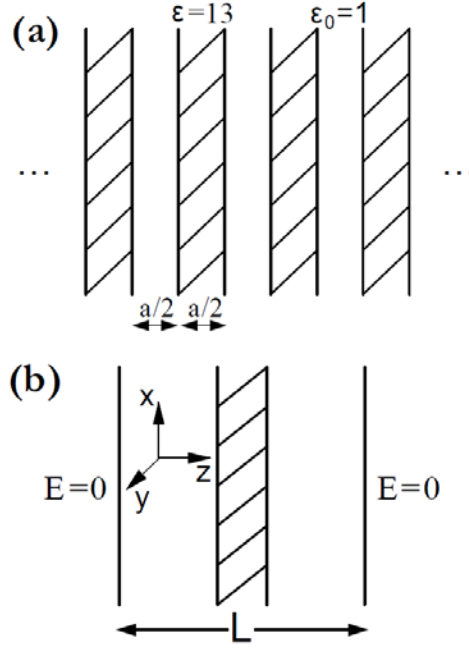 (a)
ε=13
ε₀=1
... ...
a/2 a/2
(b)
x
z
y
E=0
E=0
L